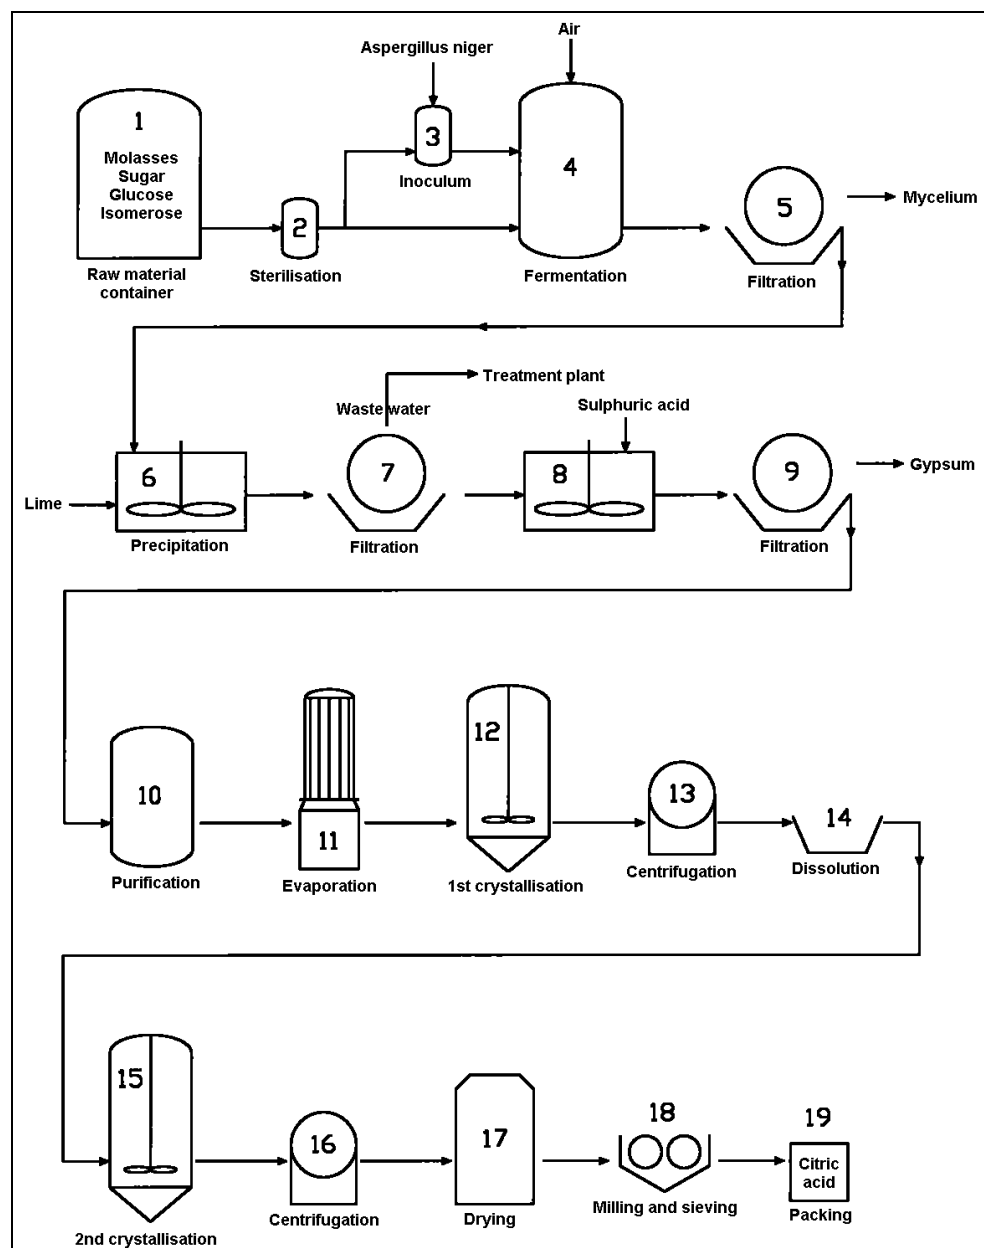 Air
Aspergillus niger
1
Molasses
Sugar
Glucose
Isomerose
3
4
Inoculum
5
Mycelium
2
Raw material
container
Sterilisation
Fermentation
Filtration
Treatment plant
Waste water
Sulphuric acid
6
7
8
9
Gypsum
Lime
Precipitation
Filtration
Filtration
10
11
12
13
14
Purification
Evaporation
1st crystallisation
Centrifugation
Dissolution
15
16
17
18
19
Citric
acid
2nd crystallisation
Centrifugation
Drying
Milling and sieving
Packing